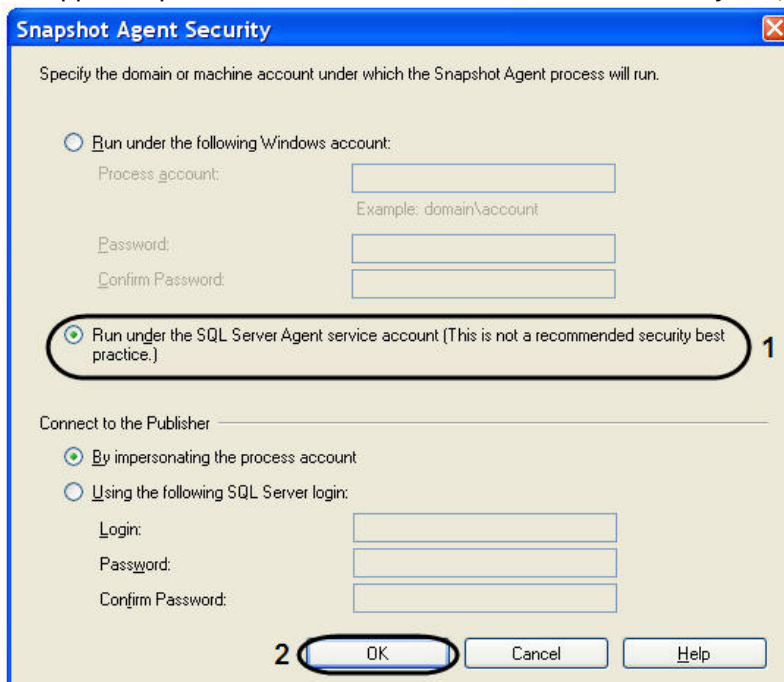 Snapshot Agent Security
Specify the domain or machine account under which the Snapshot Agent process will run.
Run under the following Windows account:
Process account:
Example: domain\account
Password:
Confirm Password:
Run under the SQL Server Agent service account (This is not a recommended security best
practice.)
1
Connect to the Publisher
By impersonating the process account
Using the following SQL Server login:
Login:
Password:
Confirm Password:
2 OK Cancel Help